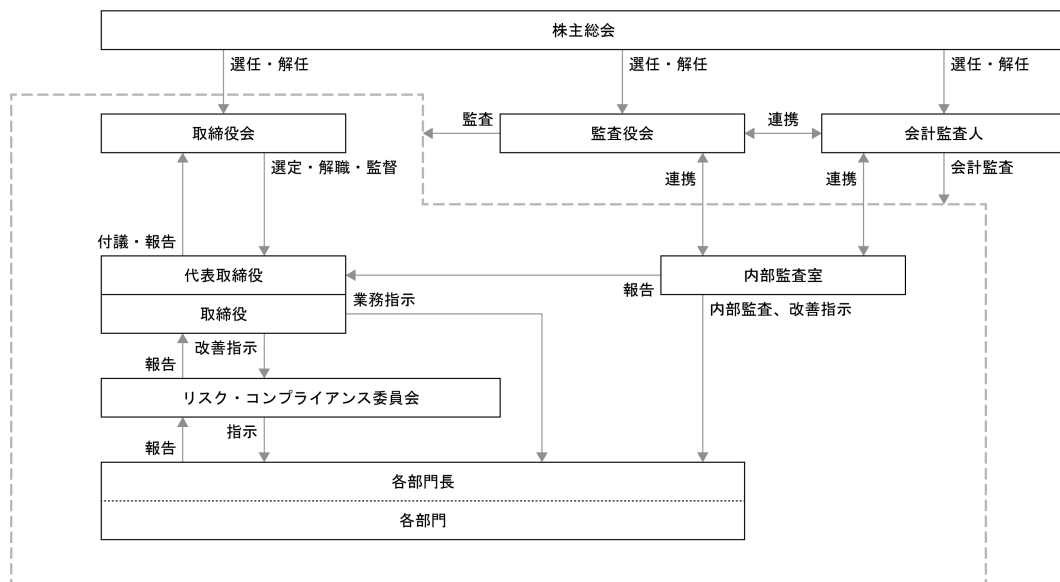 株主総会
選任・解任
選任・解任
選任・解任
取締役会
監査
監査役会
連携
会計監査人
選定・解職・監督
連携
連携
会計監査
付議・報告
代表取締役
報告
内部監査室
取締役
業務指示
内部監査、改善指示
報告
改善指示
リスク・コンプライアンス委員会
報告
指示
各部門長
各部門